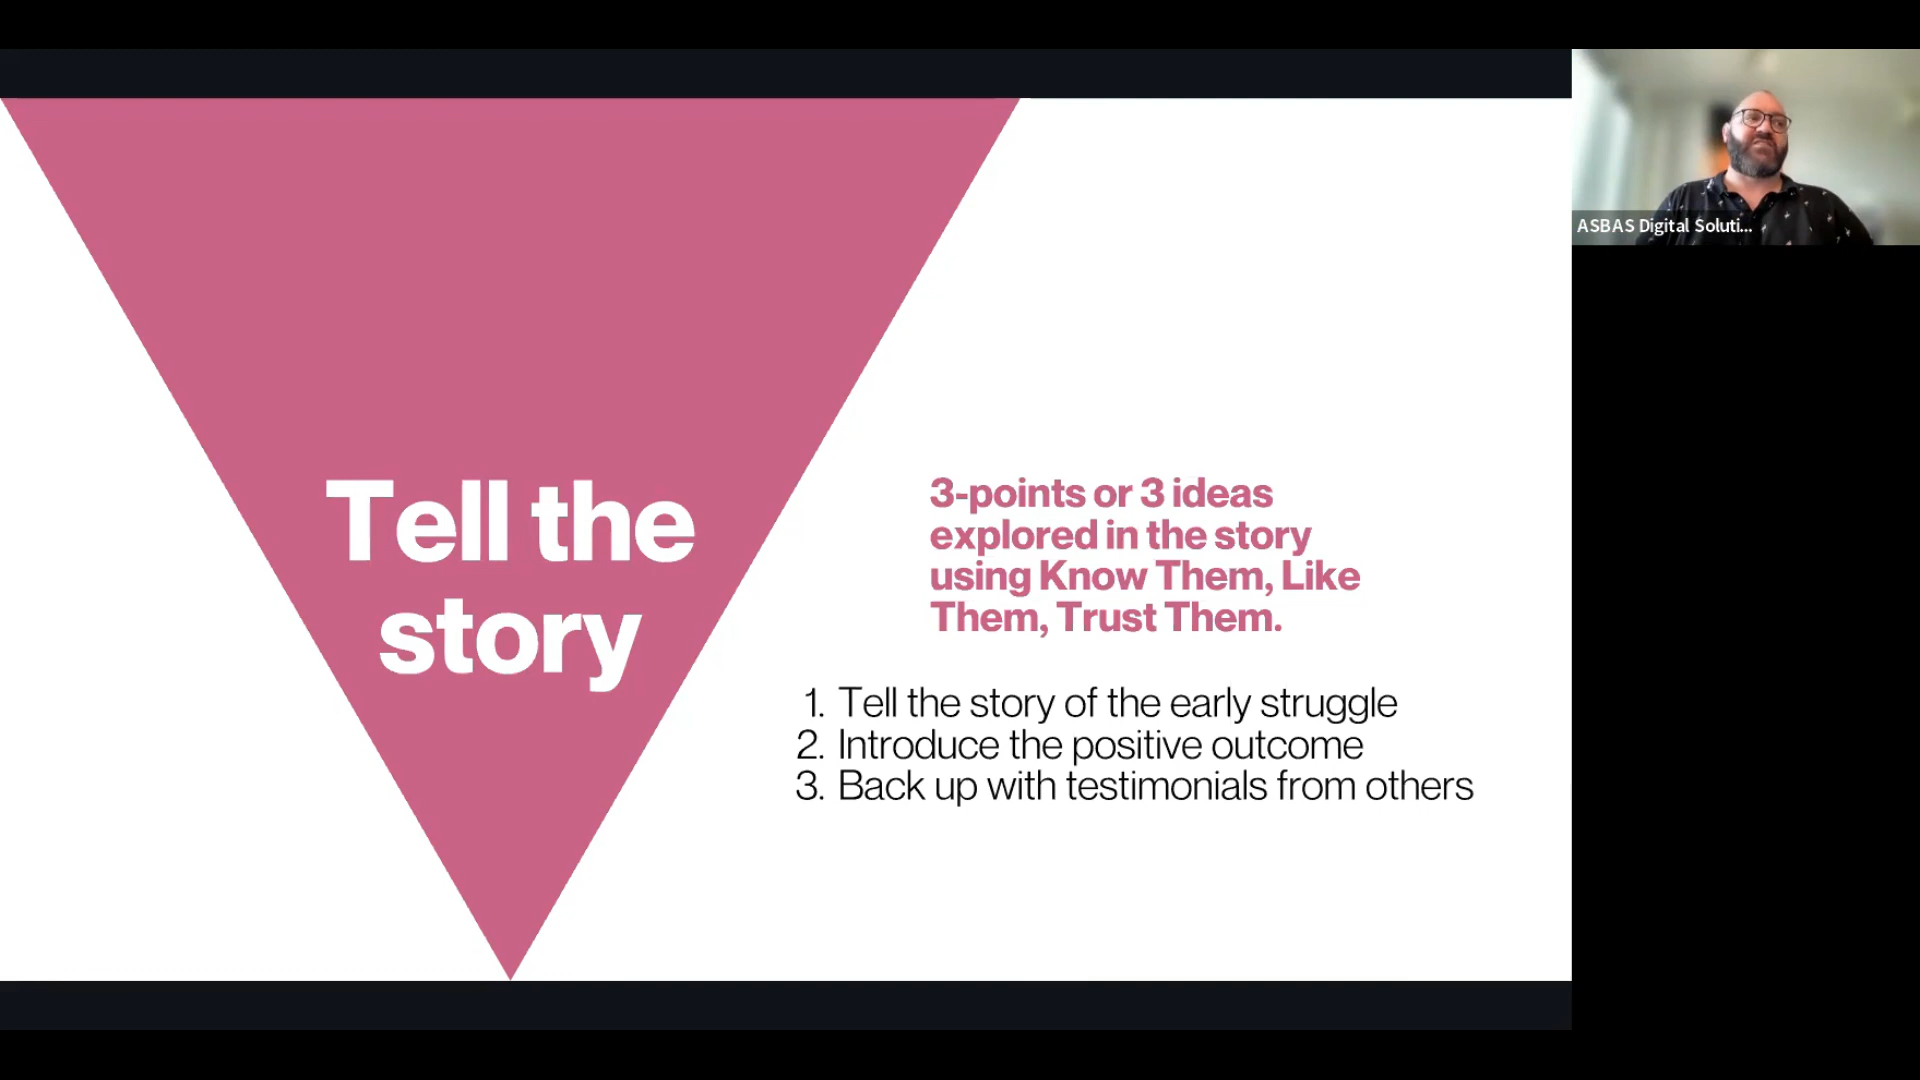 Tell the
story
3-points or 3 ideas
explored in the story
using Know Them, Like
Them, Trust Them.
1. Tell the story of the early struggle
2. Introduce the positive outcome
3. Back up with testimonials from others
ASBAS Digital Soluti...